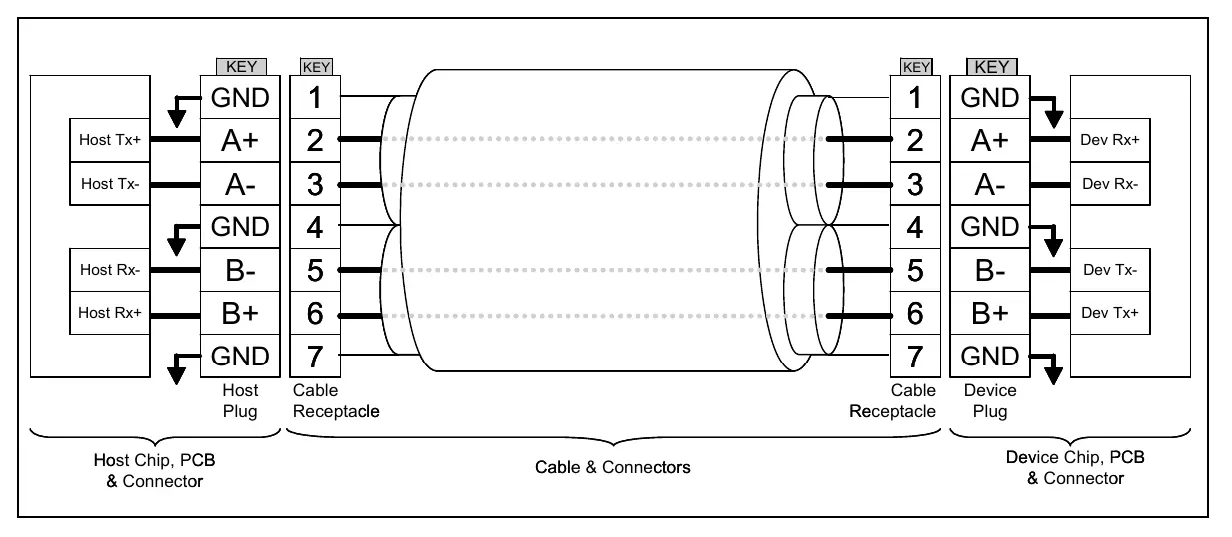 KEY KEY KEY KEY
GND 1 1 GND
Host Tx+ A+ 2 2 A+ Dev Rx+
Host Tx- A- 3 3 A- Dev Rx-
GND 4 4 GND
Host Rx- B- 5 5 B- Dev Tx-
Host Rx+ B+ 6 6 B+ Dev Tx+
GND 7 7 GND
Host
Plug
Cable
Receptacle
Cable
Receptacle
Device
Plug
Host Chip, PCB
& Connector
Cable & Connectors
Device Chip, PCB
& Connector